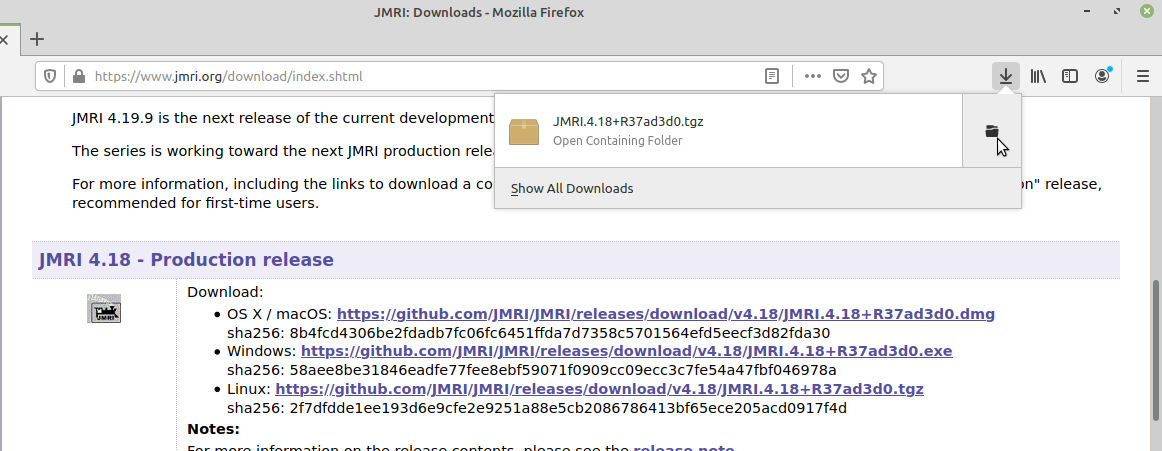 JMRI: Downloads - Mozilla Firefox
https://www.jmri.org/download/index.shtml
JMRI 4.19.9 is the next release of the current development
JMRI.4.18+R37ad3d0.tgz
Open Containing Folder
The series is working toward the next JMRI production
For more information, including the links to download a
Show All Downloads
release,
recommended for first-time users.
JMRI 4.18 - Production release
JMRI
Download:
• OS X / macOS: https://github.com/JMRI/JMRI/releases/download/v4.18/JMRI.4.18+R37ad3d0.dmg
sha256: 8b4fcd4306be2fdadb7fc06fc6451ffda7d7358c5701564efd5eecf3d82fda30
• Windows: https://github.com/JMRI/JMRI/releases/download/v4.18/JMRI.4.18+R37ad3d0.exe
sha256: 58aee8be31846eadfe77fee8ebf59071f0909cc09ecc3c7fe54a47fbf046978a
• Linux: https://github.com/JMRI/JMRI/releases/download/v4.18/JMRI.4.18+R37ad3d0.tgz
sha256: 2f7dfdde1ee193d6e9cfe2e9251a88e5cb2086786413bf65ece205acd0917f4d
Notes:
For more information on the release contents, please see the release note